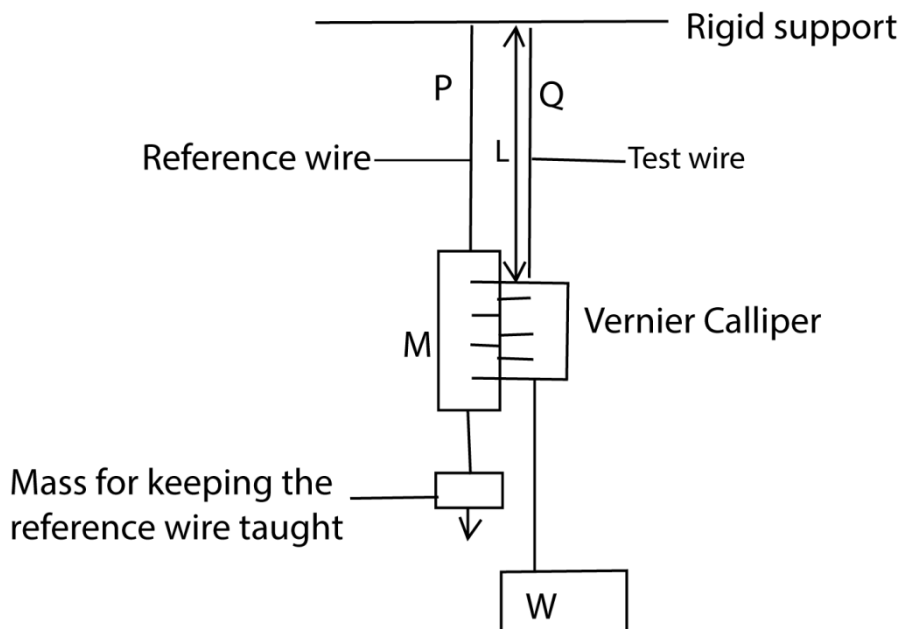 Rigid support
P
Q
Reference wire
L
Test wire
Vernier Calliper
M
Mass for keeping the
reference wire taught
W